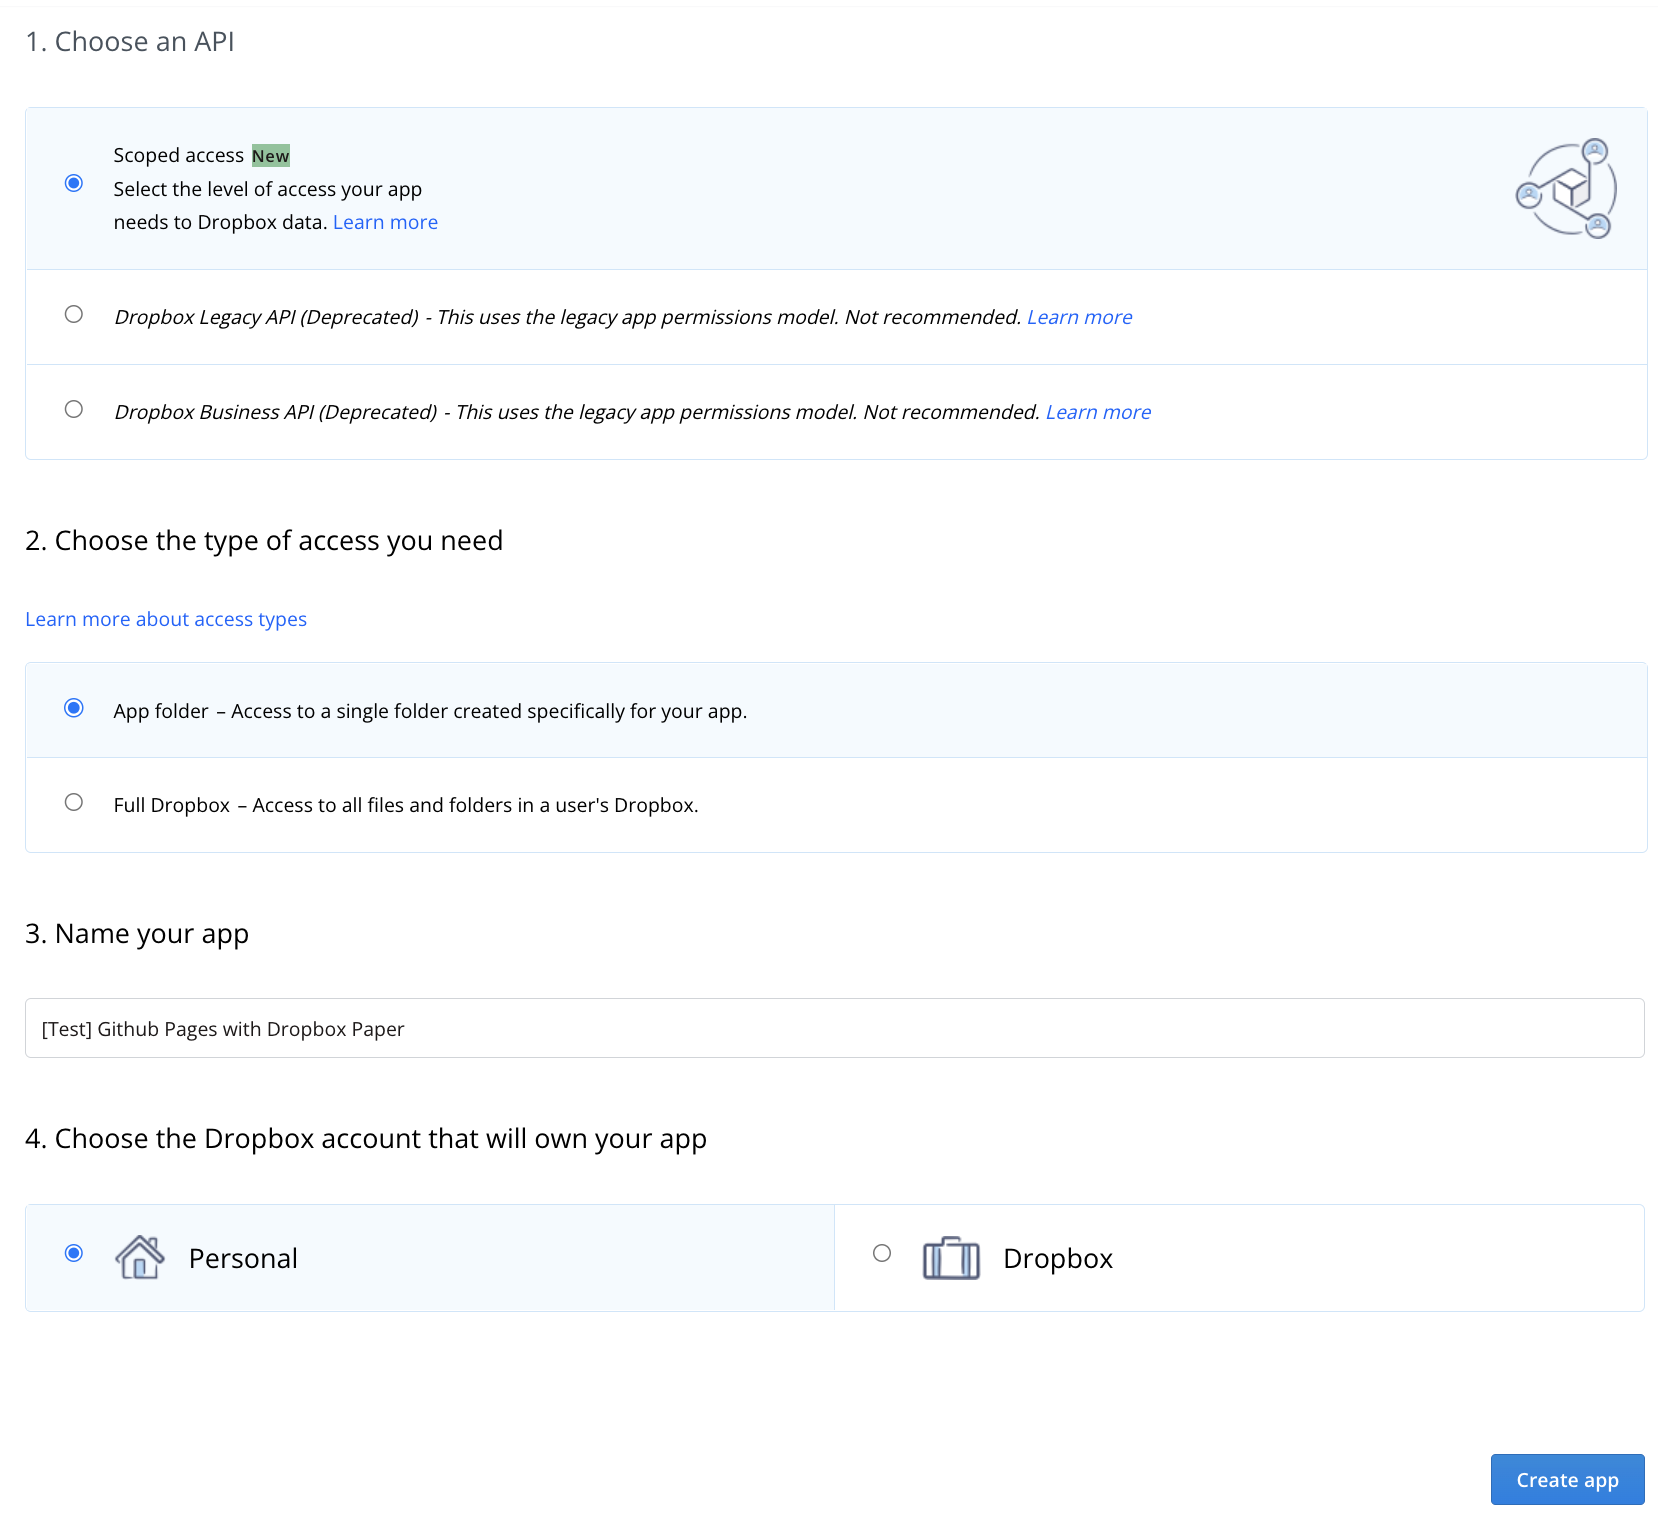 1. Choose an API
Scoped access New
Select the level of access your app
needs to Dropbox data. Learn more
Dropbox Legacy API (Deprecated) - This uses the legacy app permissions model. Not recommended. Learn more
Dropbox Business API (Deprecated) - This uses the legacy app permissions model. Not recommended. Learn more
2. Choose the type of access you need
Learn more about access types
App folder – Access to a single folder created specifically for your app.
Full Dropbox – Access to all files and folders in a user's Dropbox.
3. Name your app
[Test] Github Pages with Dropbox Paper
4. Choose the Dropbox account that will own your app
Personal
Dropbox
Create app